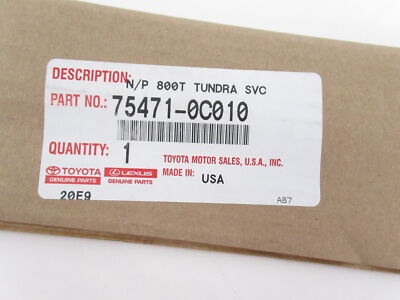 DESCRIPTION: N/P 800T TUNDRA SVC
PART NO.: 75471-0C010
QUANTITY: 1 TOYOTA MOTOR SALES, U.S.A., INC.
TOYOTA LEXUS MADE IN: USA
GENUINE PARTS GENUINE PARTS
20E9 A87